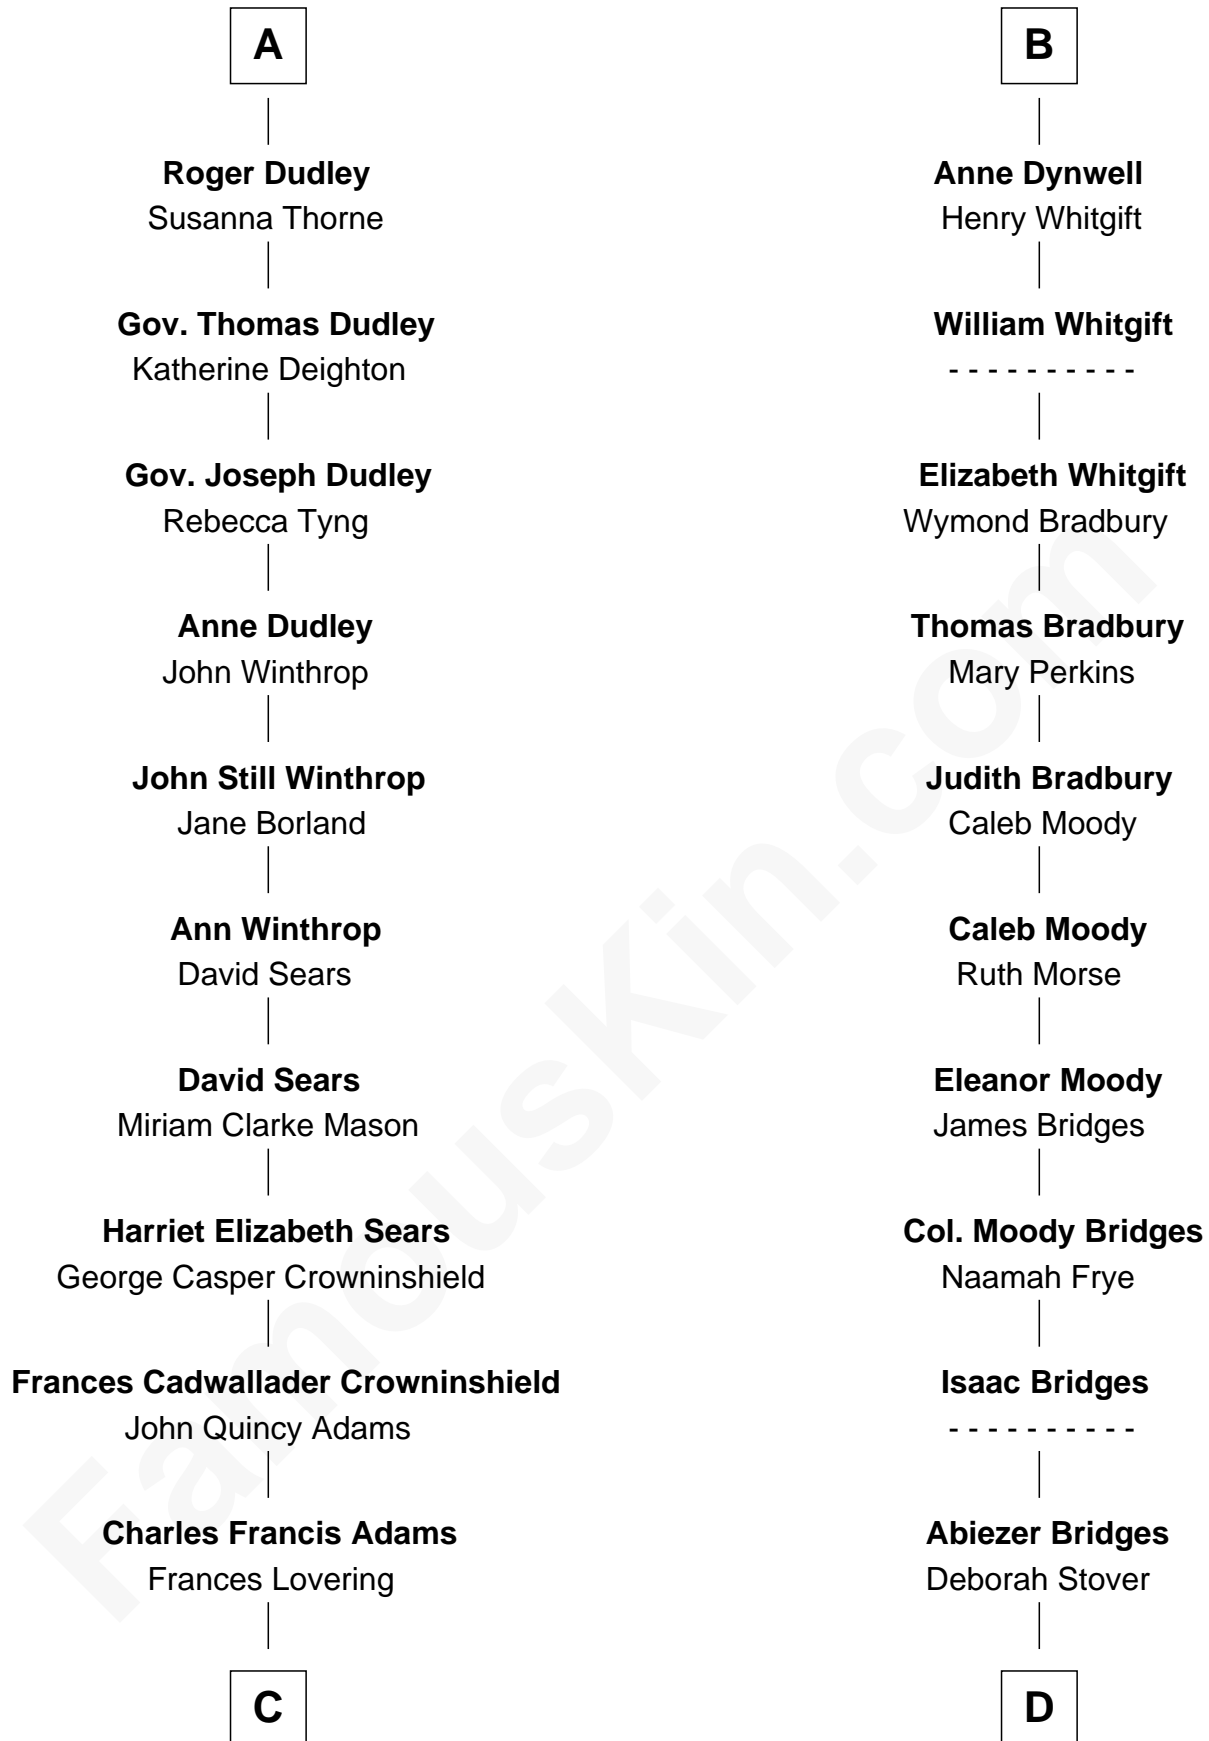 A
Roger Dudley
Susanna Thorne
Gov. Thomas Dudley
Katherine Deighton
Gov. Joseph Dudley
Rebecca Tyng
Anne Dudley
John Winthrop
John Still Winthrop
Jane Borland
Ann Winthrop
David Sears
David Sears
Miriam Clarke Mason
Harriet Elizabeth Sears
George Casper Crowninshield
Frances Cadwallader Crowninshield
John Quincy Adams
Charles Francis Adams
Frances Lovering
C
B
Anne Dynwell
Henry Whitgift
William Whitgift
- - - - - - - - - -
Elizabeth Whitgift
Wymond Bradbury
Thomas Bradbury
Mary Perkins
Judith Bradbury
Caleb Moody
Caleb Moody
Ruth Morse
Eleanor Moody
James Bridges
Col. Moody Bridges
Naamah Frye
Isaac Bridges
- - - - - - - - - -
Abiezer Bridges
Deborah Stover
D
FamousKin.com